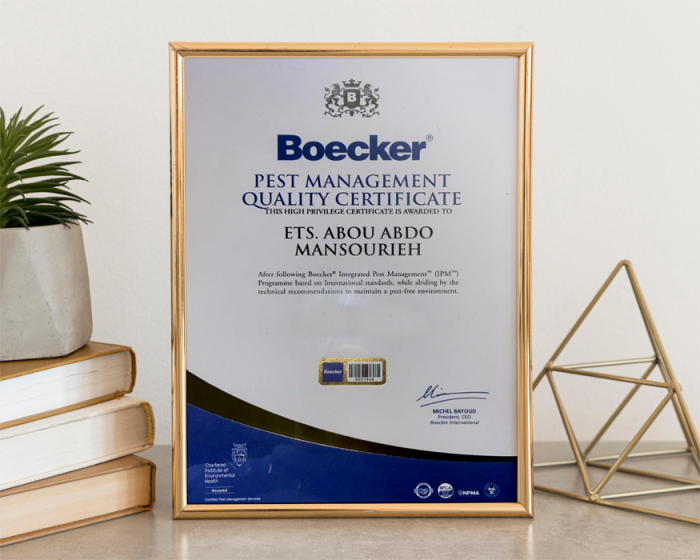 B
Boecker®
PEST MANAGEMENT
QUALITY CERTIFICATE
THIS HIGH PRIVILEGE CERTIFICATE IS AWARDED TO
ETS. ABOU ABDO
MANSOURIEH
After following Boecker® Integrated Pest Management™ (IPM™)
Programme based on International standards, while abiding by the
technical recommendations to maintain a pest-free environment.
Boecker
MICHEL BAYOUD
President, CEO
Boecker International
Chartered
Institute of
Environmental
Health
Assured
Certified Pest Management Services
NPMA